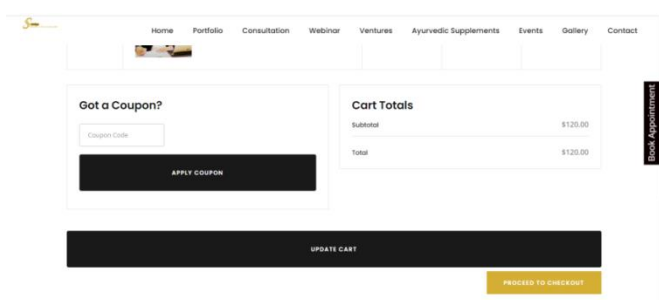 Home Portfolio Consultation Webinar Ventures Ayurvedic Supplements Events Gallery Contact
Got a Coupon?
Coupon Code
APPLY COUPON
Cart Totals
Subtotal $120.00
Total $120.00
Book Appointment
UPDATE CART
PROCEED TO CHECKOUT